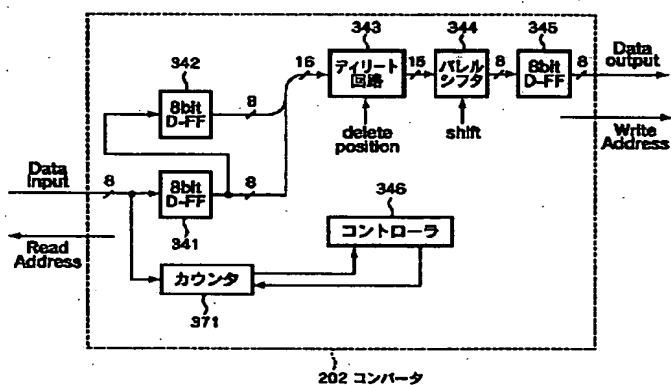 343
344
345
342
16
ディリート
回路
15
バレル
シフタ
8
8bit
D-FF
8
Data
output
8bit
D-FF
8
delete
position
shift
Write
Address
Data
Input
8
8bit
D-FF
8
341
346
コントローラ
Read
Address
カウンタ
371
202 コンバータ